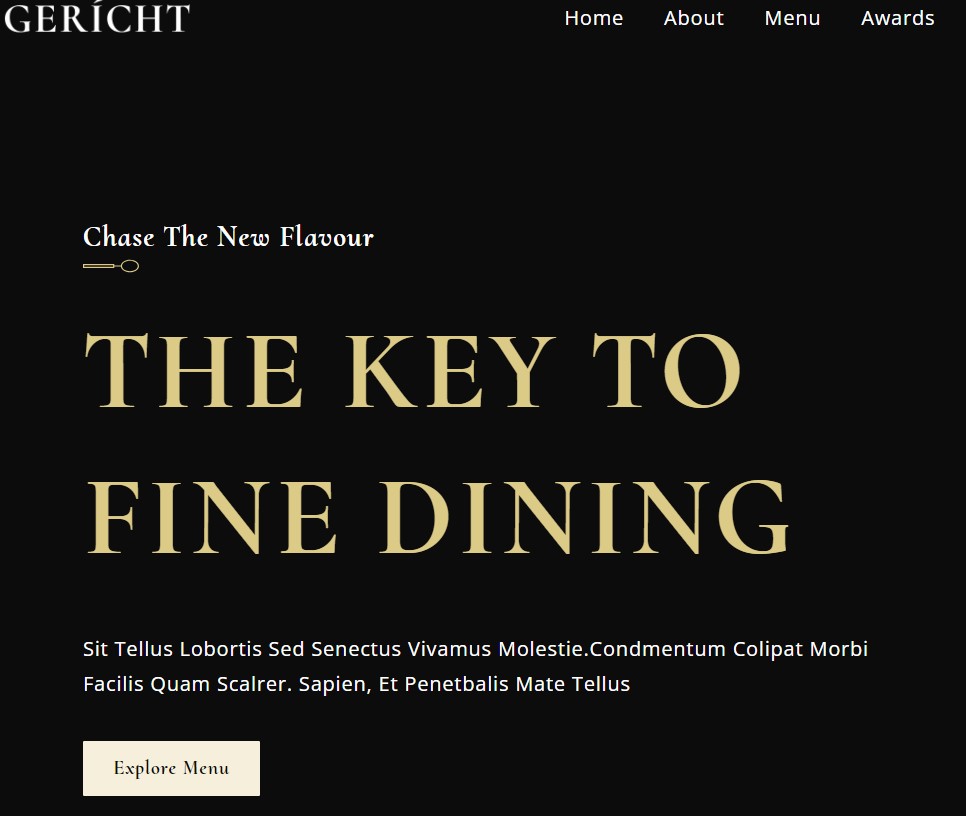 GERÍCHT
Home About Menu Awards
Chase The New Flavour
THE KEY TO
FINE DINING
Sit Tellus Lobortis Sed Senectus Vivamus Molestie.Condmentum Colipat Morbi
Facilis Quam Scalrer. Sapien, Et Penetbalis Mate Tellus
Explore Menu